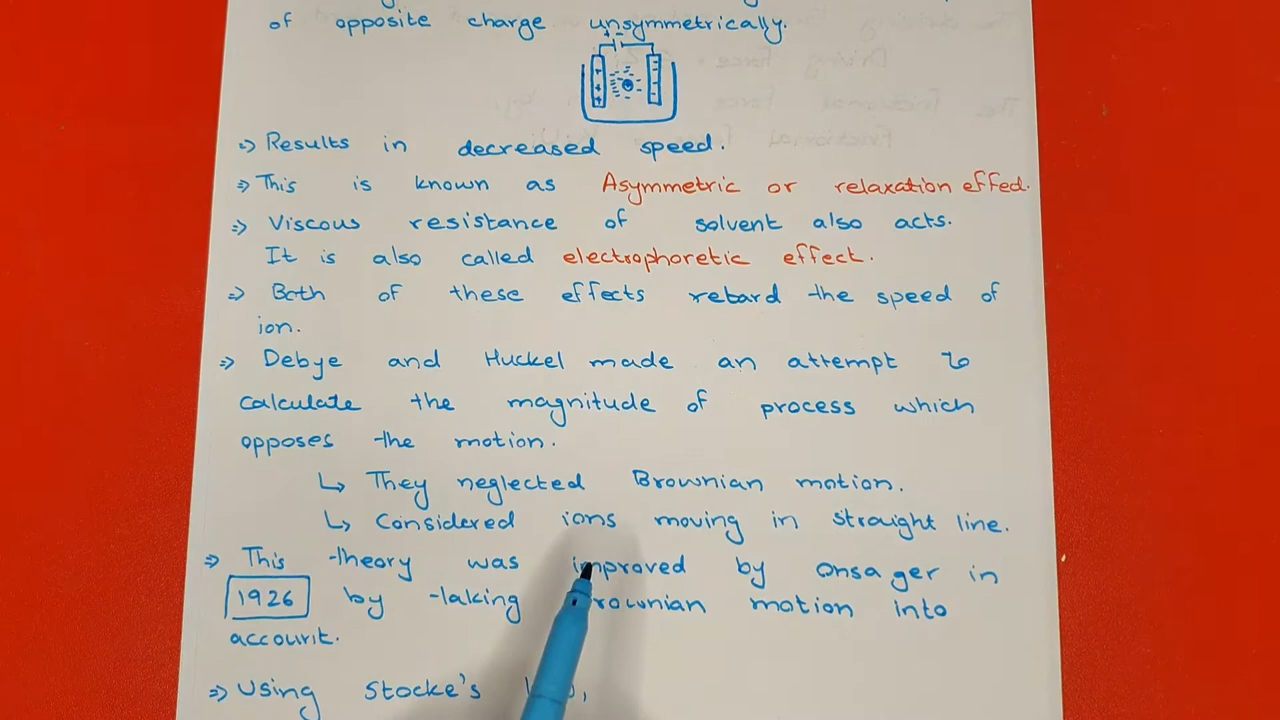 of opposite charge unsymmetrically.
⇒ Results in decreased speed.
⇒ This is known as Asymmetric or relaxation effect.
⇒ Viscous resistance of solvent also acts.
It is also called electrophoretic effect.
⇒ Both of these effects retard the speed of
ion.
⇒ Debye and Huckel made an attempt to
calculate the magnitude of process which
opposes the motion.
↳ They neglected Brownian motion.
↳ Considered ions moving in straight line.
⇒ This theory was improved by onsager in
1926 by taking Brownian motion into
account.
⇒ Using Stocke's